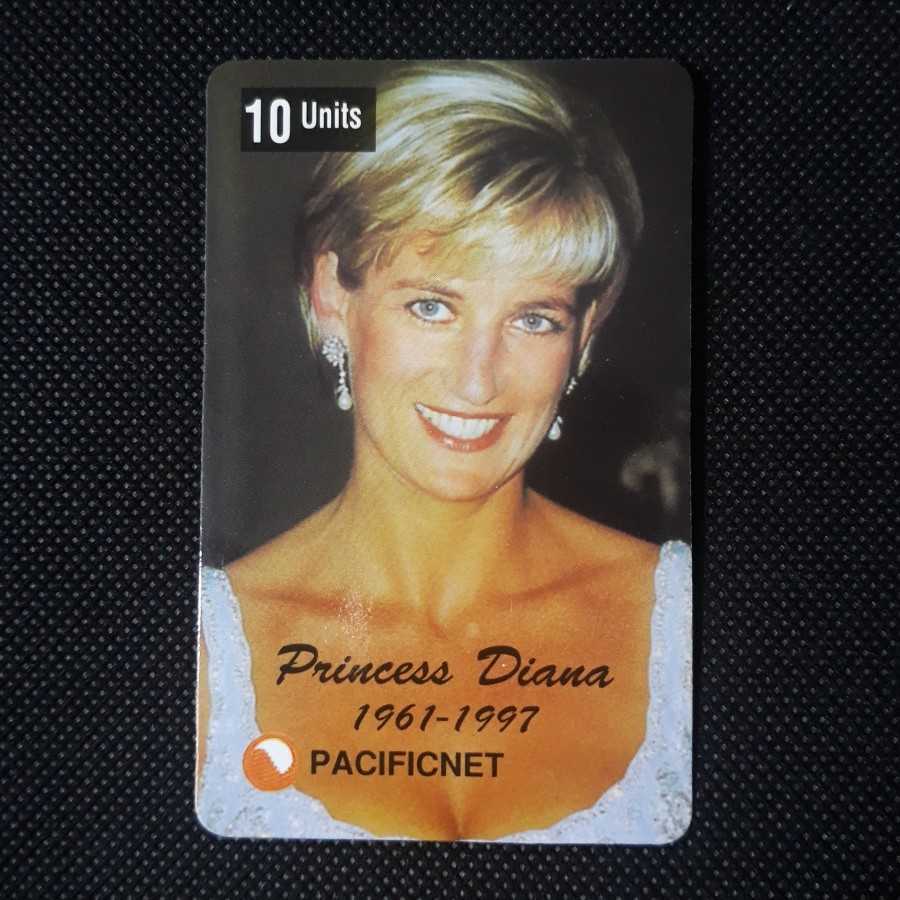 10 Units
Princess Diana
1961-1997
PACIFICNET